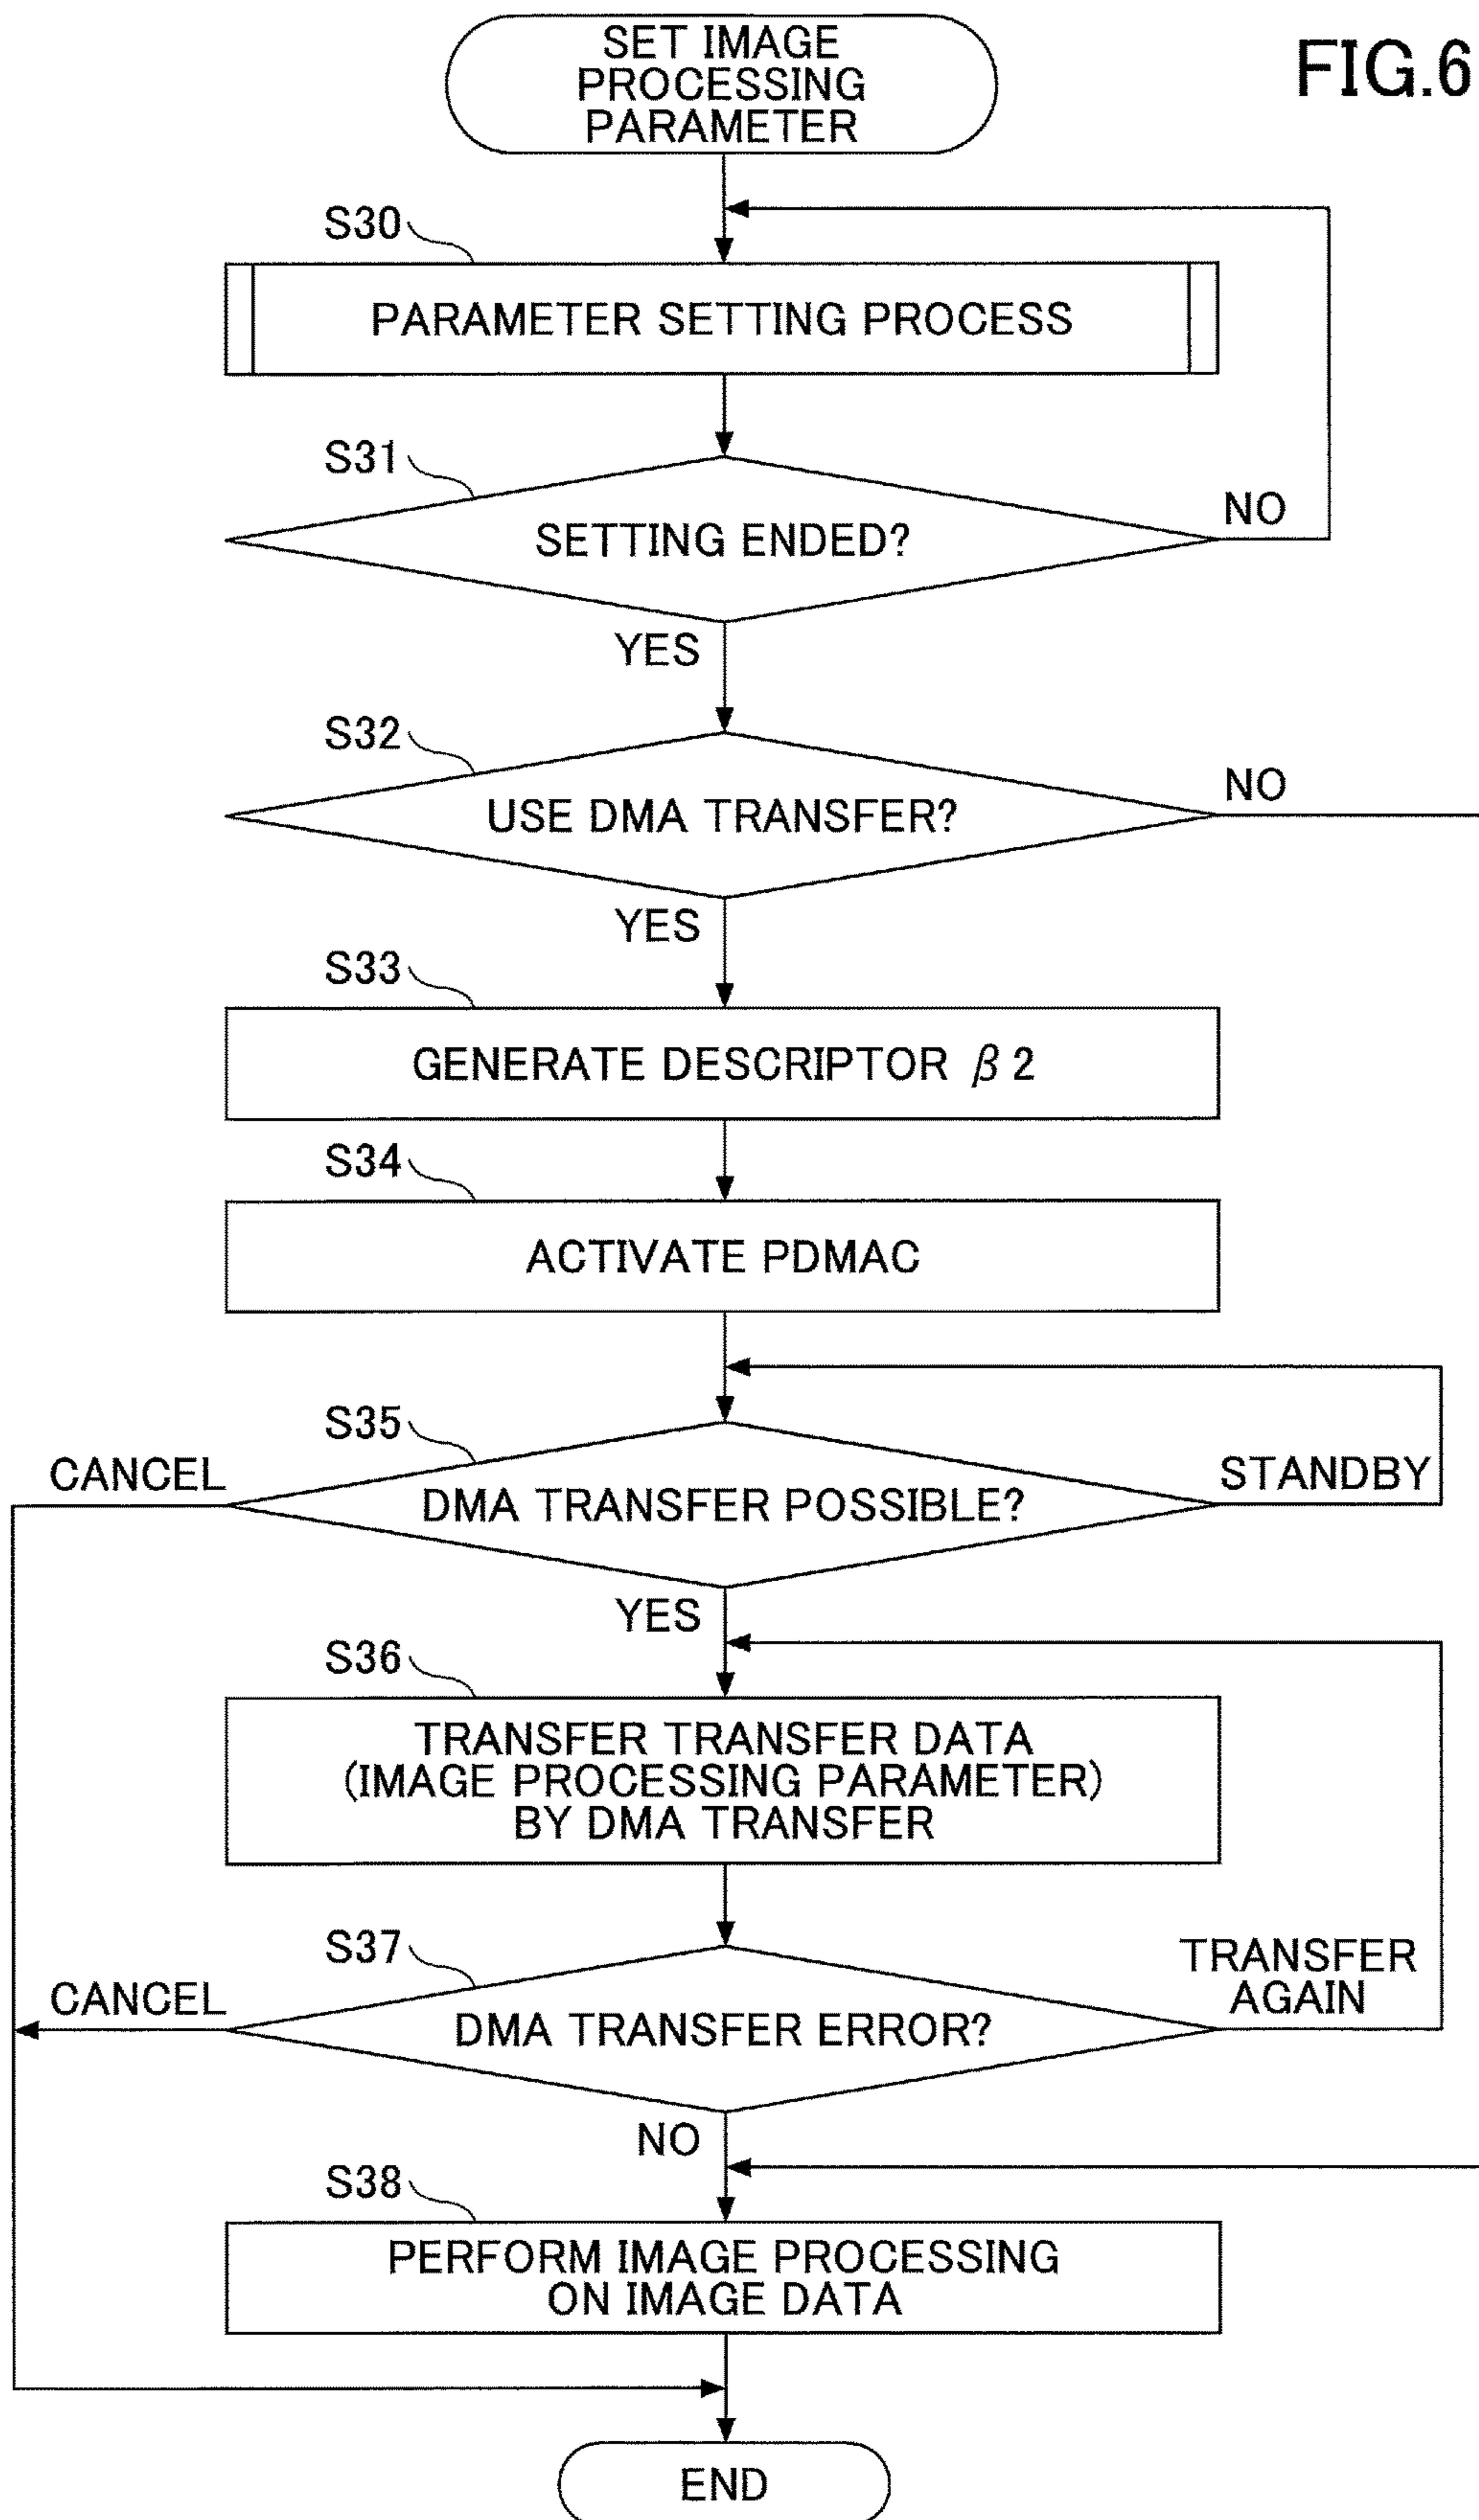 FIG.6
SET IMAGE
PROCESSING
PARAMETER
S30
PARAMETER SETTING PROCESS
S31
SETTING ENDED?
NO
YES
S32
USE DMA TRANSFER?
NO
YES
S33
GENERATE DESCRIPTOR β2
S34
ACTIVATE PDMAC
S35
CANCEL
DMA TRANSFER POSSIBLE?
STANDBY
YES
S36
TRANSFER TRANSFER DATA
(IMAGE PROCESSING PARAMETER)
BY DMA TRANSFER
S37
CANCEL
DMA TRANSFER ERROR?
TRANSFER
AGAIN
NO
S38
PERFORM IMAGE PROCESSING
ON IMAGE DATA
END